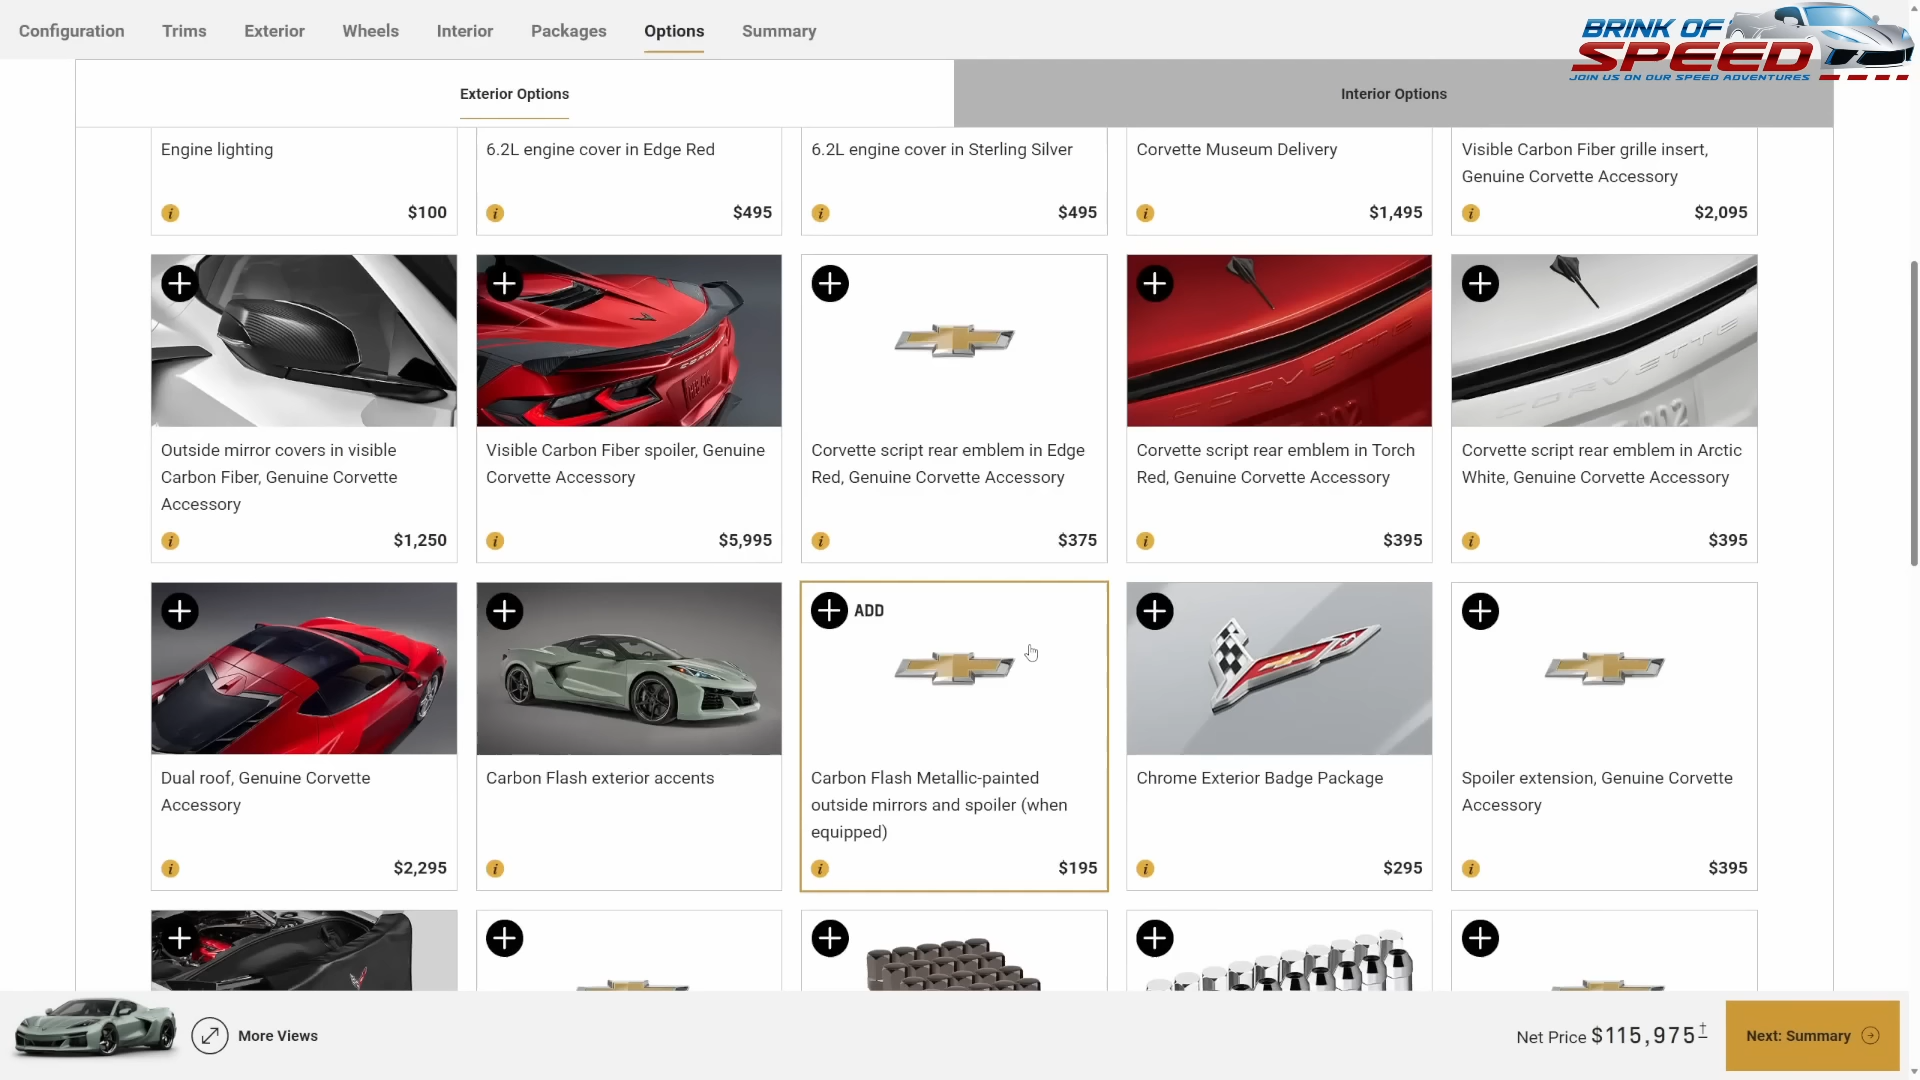 Configuration
Trims
Exterior
Wheels
Interior
Packages
Options
Summary
BRINK OF
SPEED
JOIN US ON OUR SPEED ADVENTURES
Exterior Options
Interior Options
Engine lighting
$100
6.2L engine cover in Edge Red
$495
6.2L engine cover in Sterling Silver
$495
Corvette Museum Delivery
$1,495
Visible Carbon Fiber grille insert,
Genuine Corvette Accessory
$2,095
Outside mirror covers in visible
Carbon Fiber, Genuine Corvette
Accessory
$1,250
Visible Carbon Fiber spoiler, Genuine
Corvette Accessory
$5,995
Corvette script rear emblem in Edge
Red, Genuine Corvette Accessory
$375
CORVETTE
Corvette script rear emblem in Torch
Red, Genuine Corvette Accessory
$395
CORVETTE
Corvette script rear emblem in Arctic
White, Genuine Corvette Accessory
$395
Dual roof, Genuine Corvette
Accessory
$2,295
Carbon Flash exterior accents
ADD
Carbon Flash Metallic-painted
outside mirrors and spoiler (when
equipped)
$195
Chrome Exterior Badge Package
$295
Spoiler extension, Genuine Corvette
Accessory
$395
More Views
Net Price $115,975†
Next: Summary